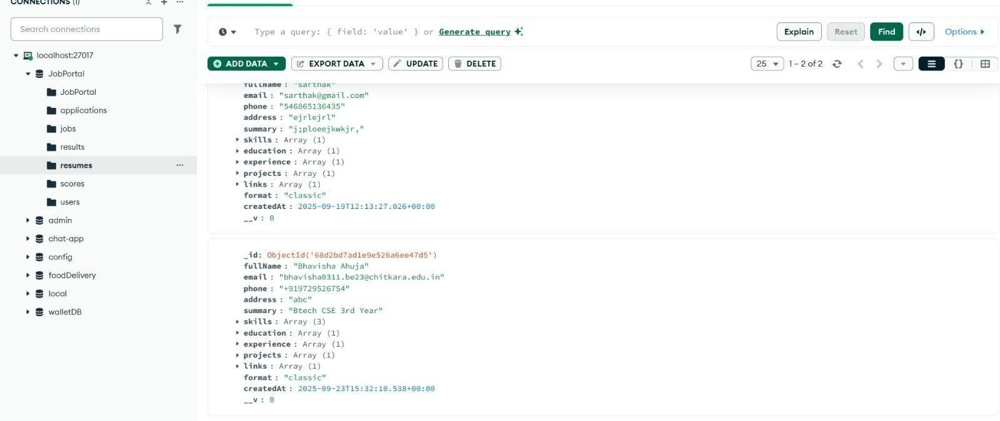 CONNECTIONS (1)
Search connections
localhost:27017
JobPortal
JobPortal
applications
jobs
results
resumes
scores
users
admin
chat-app
config
foodDelivery
local
walletDB
Type a query: { field: 'value' } or Generate query
Explain
Reset
Find
</>
Options
ADD DATA
EXPORT DATA
UPDATE
DELETE
25
1 – 2 of 2
{}
fullName : "sarthak"
email : "sarthak@gmail.com"
phone : "546865136435"
address : "ejrlejrl"
summary : "j;ploeejkwkjr,"
skills : Array (1)
education : Array (1)
experience : Array (1)
projects : Array (1)
links : Array (1)
format : "classic"
createdAt : 2025-09-19T12:13:27.026+00:00
__v : 0
_id: ObjectId('68d2bd7ad1e9e526a6ee47d5')
fullName : "Bhavisha Ahuja"
email : "bhavisha0311.be23@chitkara.edu.in"
phone : "+919729526754"
address : "abc"
summary : "Btech CSE 3rd Year"
skills : Array (3)
education : Array (1)
experience : Array (1)
projects : Array (1)
links : Array (1)
format : "classic"
createdAt : 2025-09-23T15:32:10.538+00:00
__v : 0